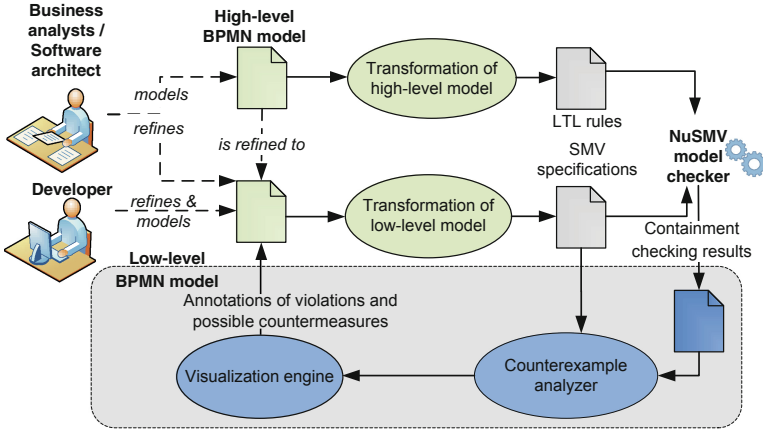 Business
analysts /
Software
architect
High-level
BPMN model
Transformation of
high-level model
LTL rules
models
refines
is refined to
SMV
specifications
NuSMV
model
checker
Developer
refines &
models
Transformation of
low-level model
Containment
checking results
Low-level
BPMN model
Annotations of violations and
possible countermeasures
Visualization engine
Counterexample
analyzer